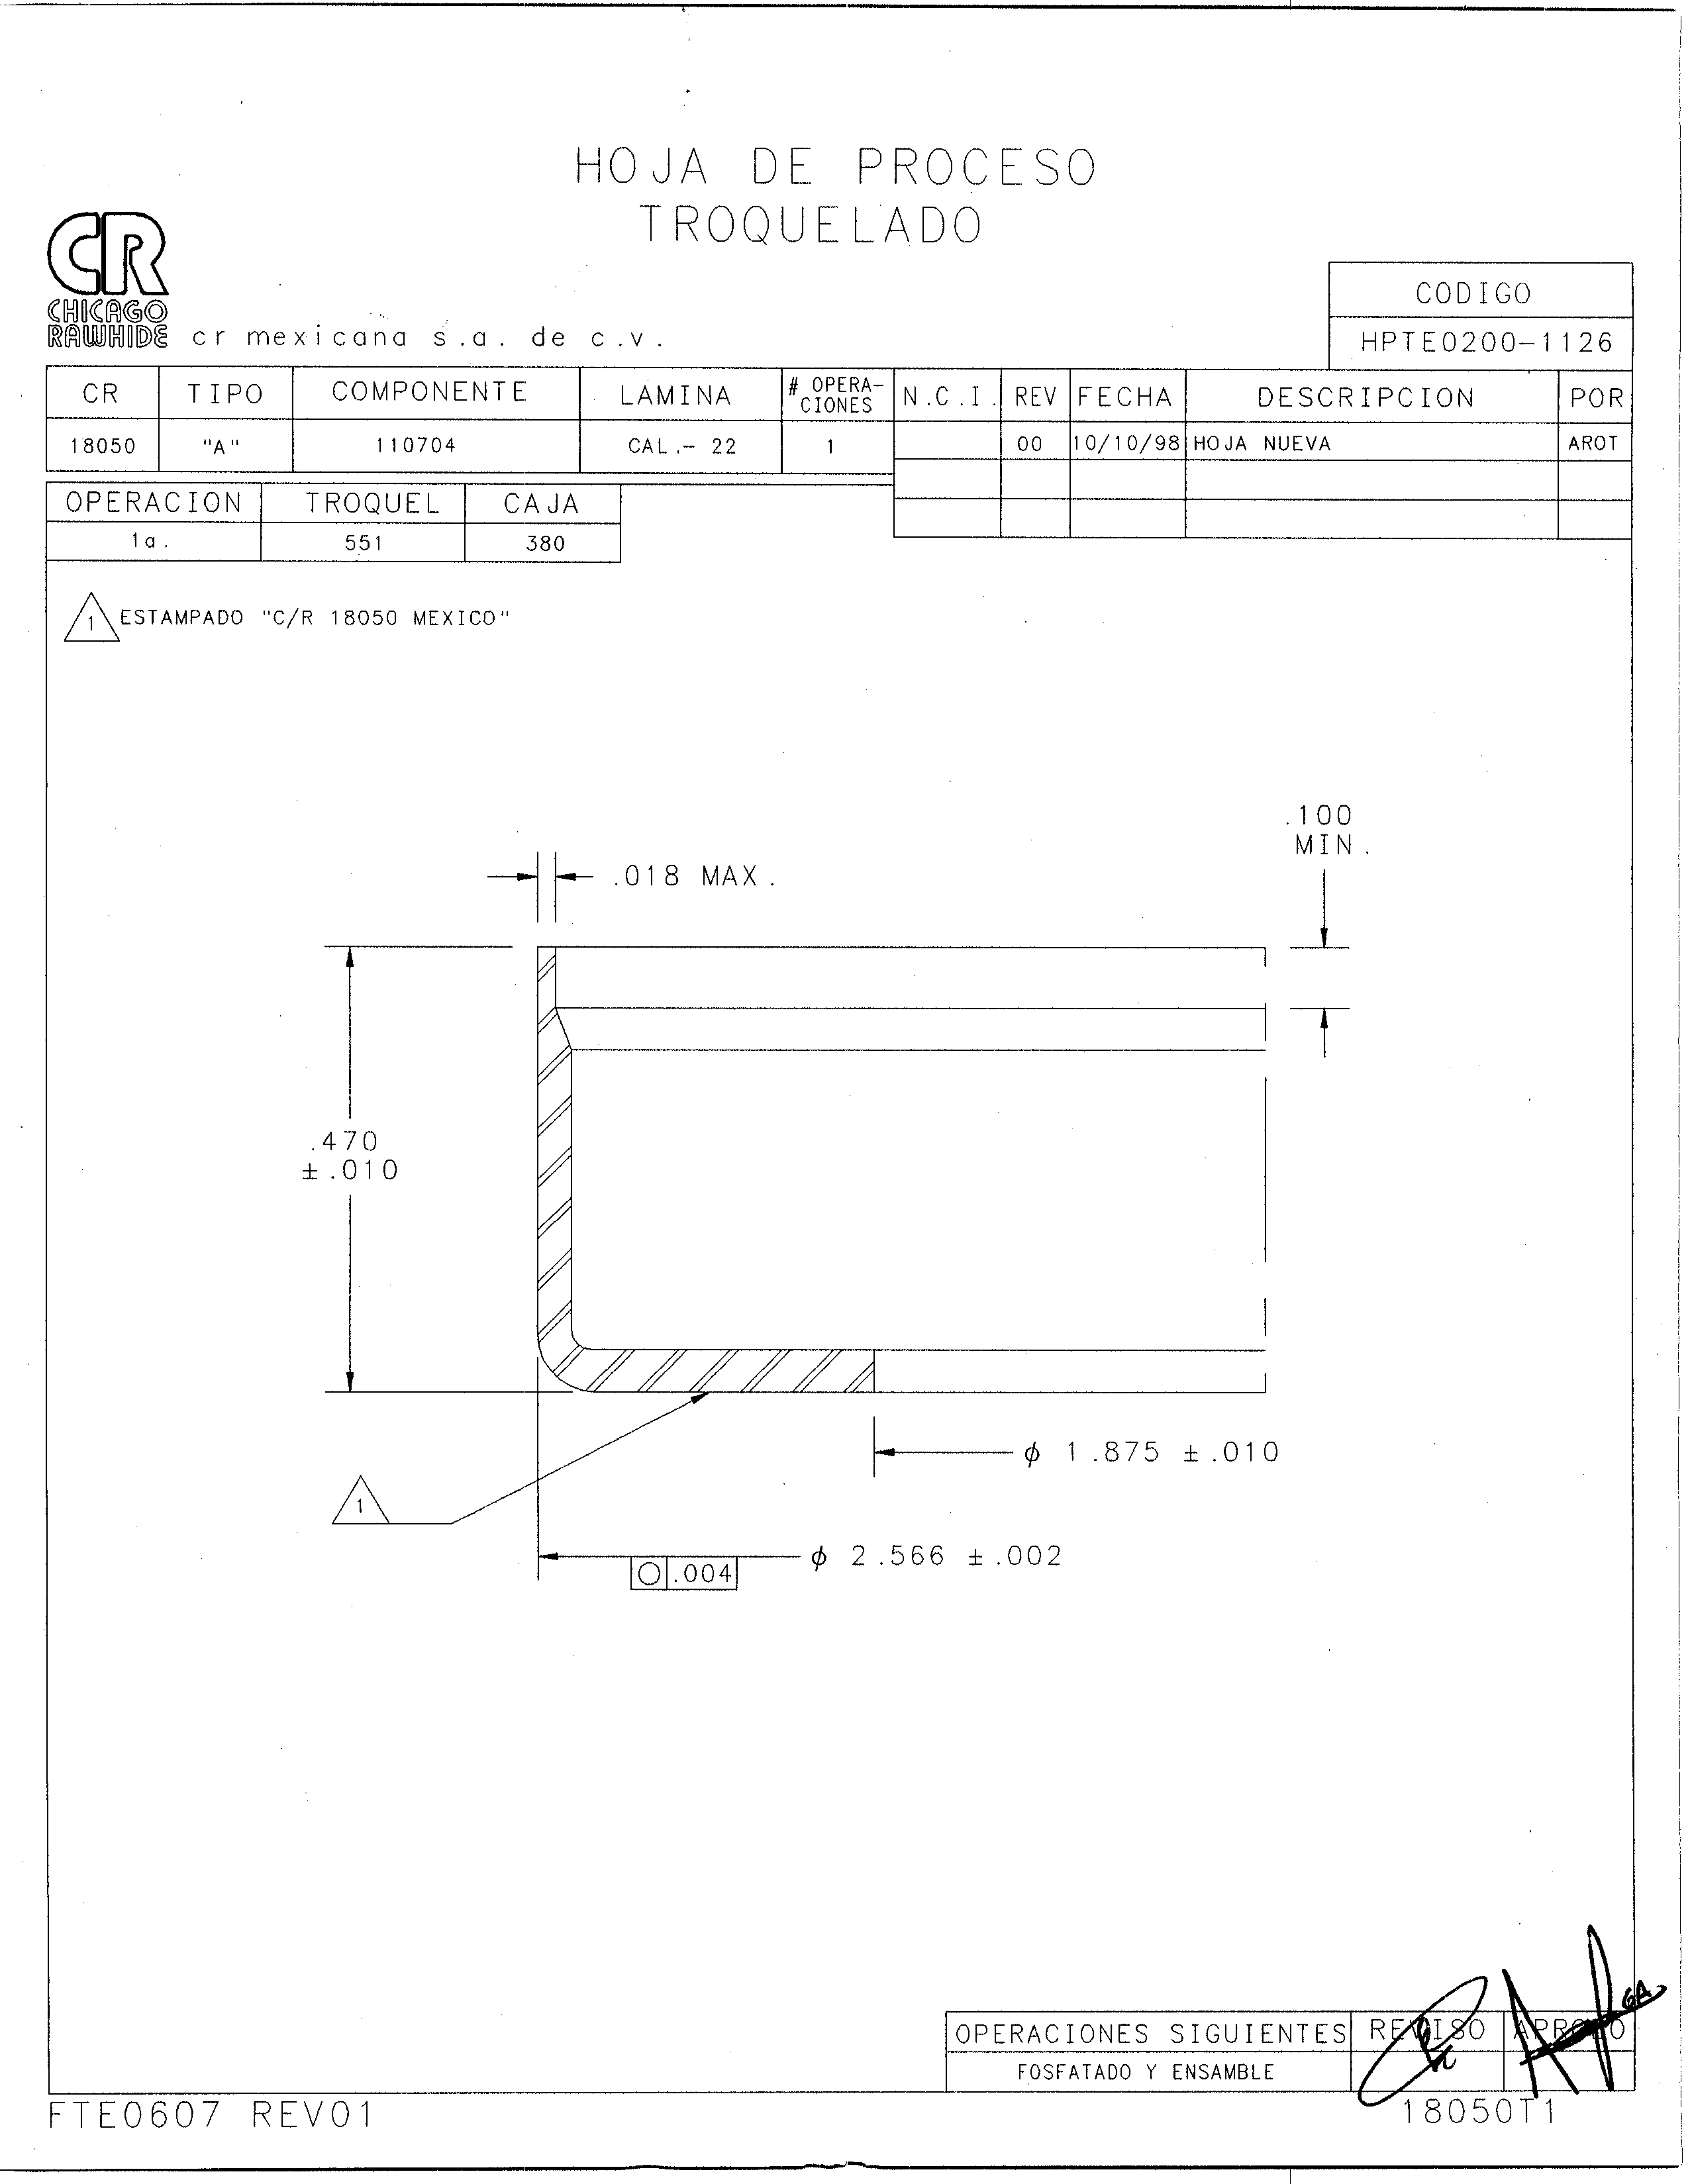 HOJA DE PROCESO
TROQUELADO
CR
CHICAGO
RAWHIDE
cr mexicana s.a. de c.v.
CODIGO
HPTE0200-1126
CR TIPO COMPONENTE LAMINA # OPERA-CIONES N.C.I. REV FECHA DESCRIPCION POR
18050 "A" 110704 CAL.- 22 1 00 10/10/98 HOJA NUEVA AROT
OPERACION TROQUEL CAJA
1a. 551 380
1 ESTAMPADO "C/R 18050 MEXICO"
.100
MIN.
.018 MAX.
.470
±.010
ϕ 1.875 ±.010
1
ϕ 2.566 ±.002
○ .004
OPERACIONES SIGUIENTES REVISO APROBO
FOSFATADO Y ENSAMBLE
GA
FTE0607 REV01
18050T1